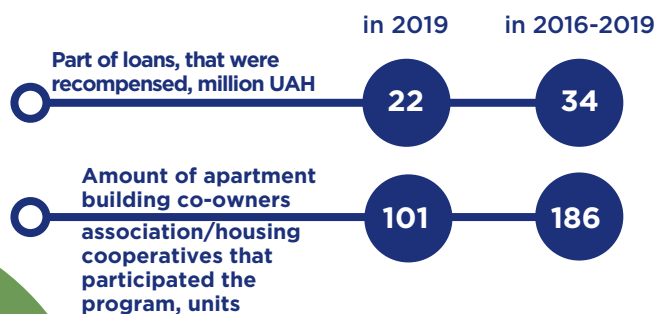 in 2019 in 2016-2019
Part of loans, that were
recompensed, million UAH
22 34
Amount of apartment
building co-owners
association/housing
cooperatives that
participated the
program, units
101 186